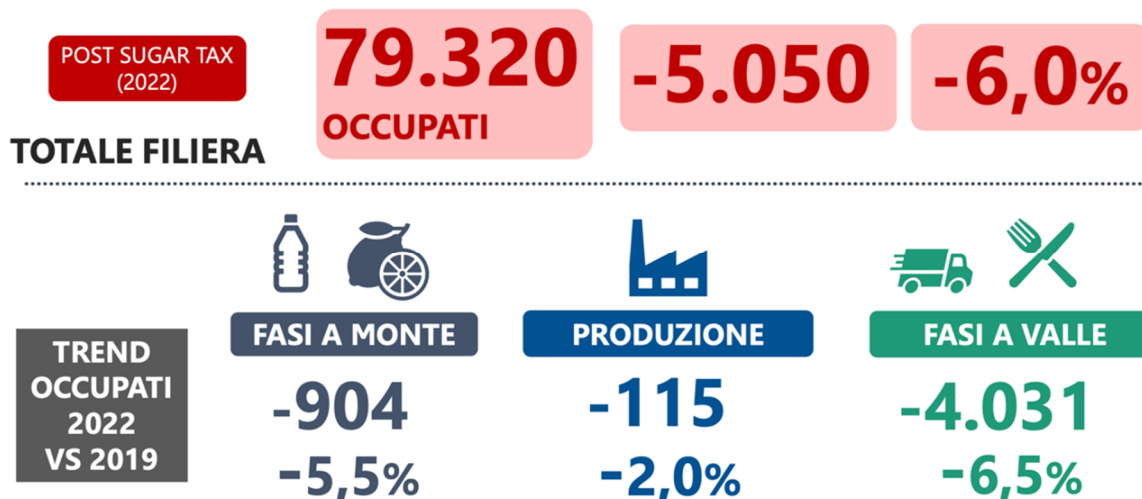 POST SUGAR TAX
(2022)
79.320
OCCUPATI
-5.050
-6,0%
TOTALE FILIERA
FASI A MONTE
PRODUZIONE
FASI A VALLE
TREND
OCCUPATI
2022
VS 2019
-904
-115
-4.031
-5,5%
-2,0%
-6,5%